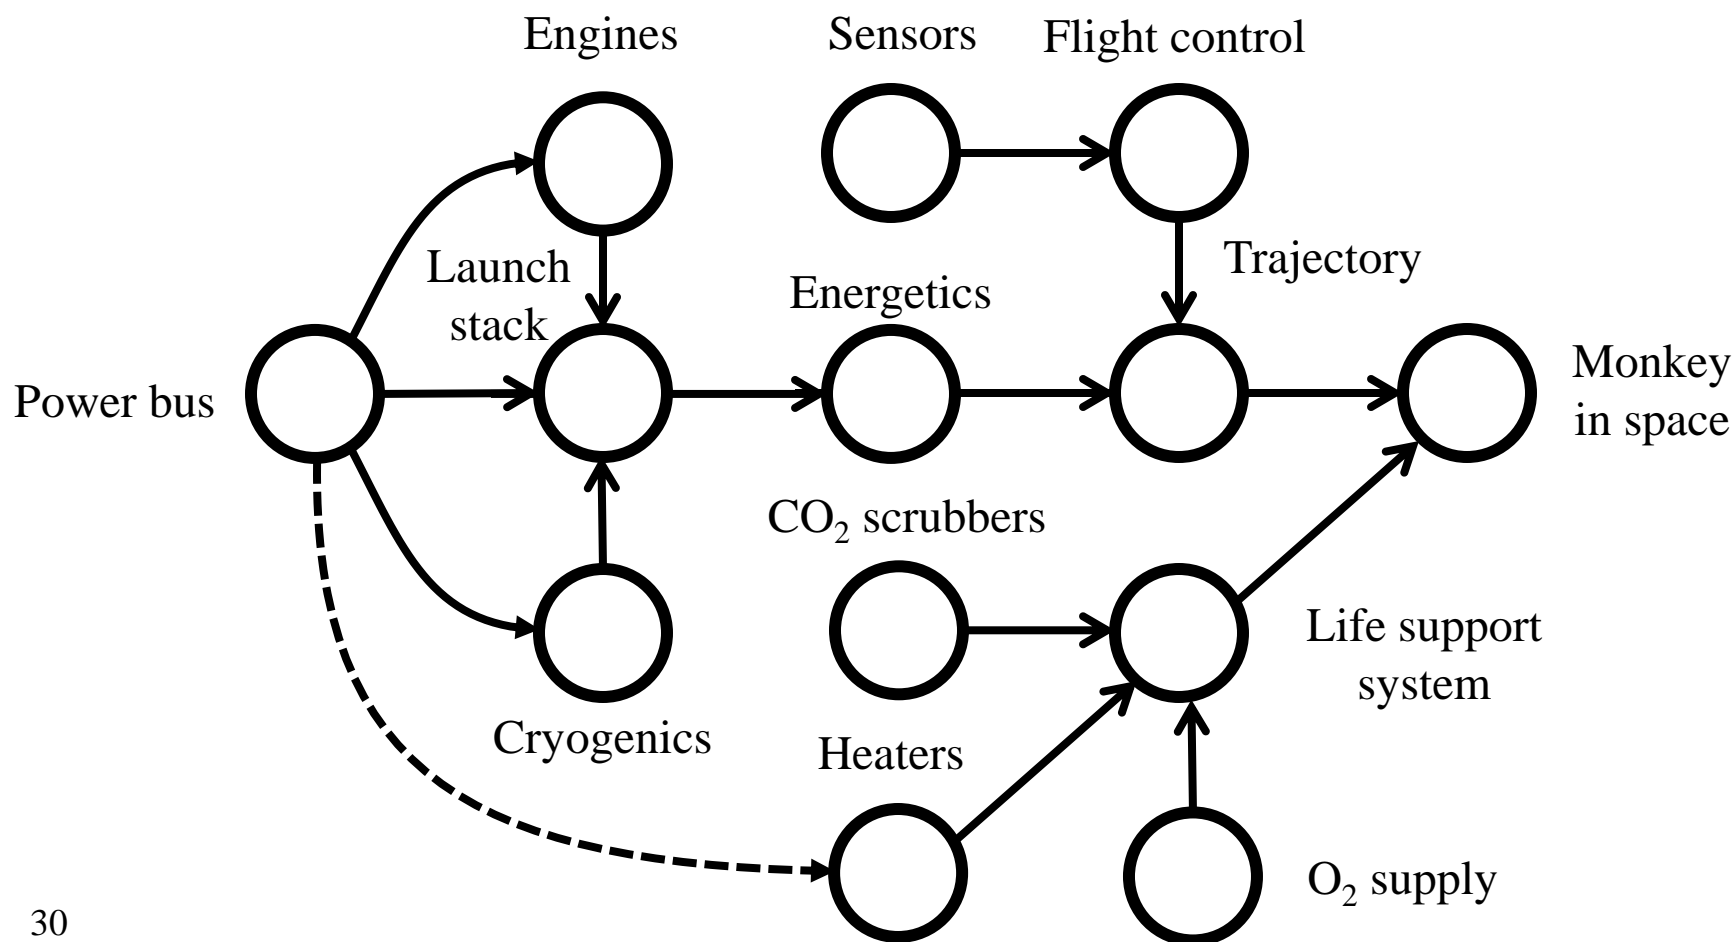 Engines
Sensors
Flight control
Launch
stack
Energetics
Trajectory
Power bus
Monkey
in space
CO₂ scrubbers
Life support
system
Cryogenics
Heaters
O₂ supply
30